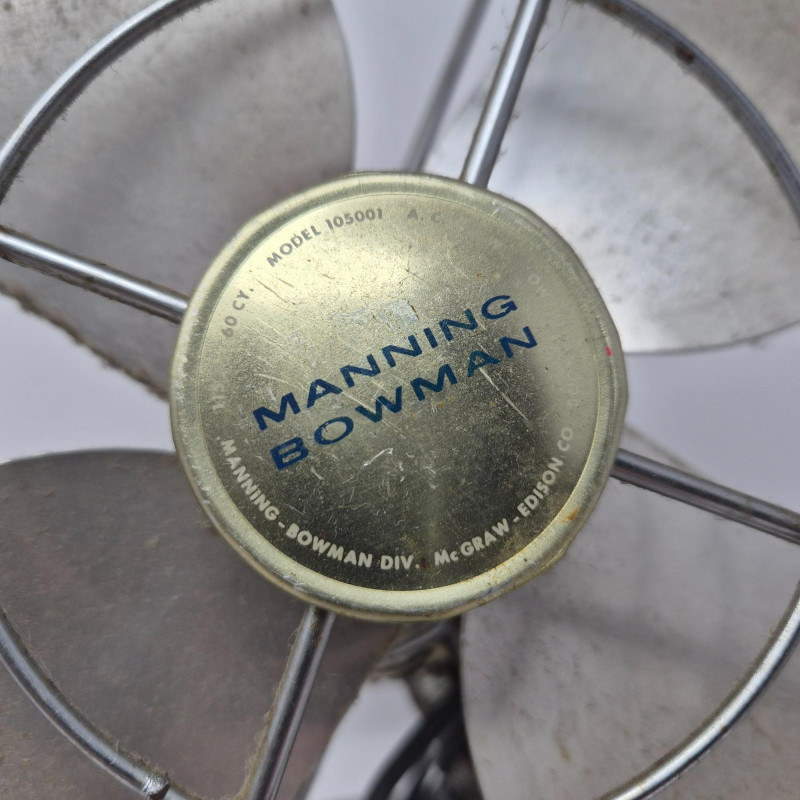 60 CY. MODEL 105001 A. C.
MANNING
BOWMAN
MANNING - BOWMAN DIV. McGRAW - EDISON CO